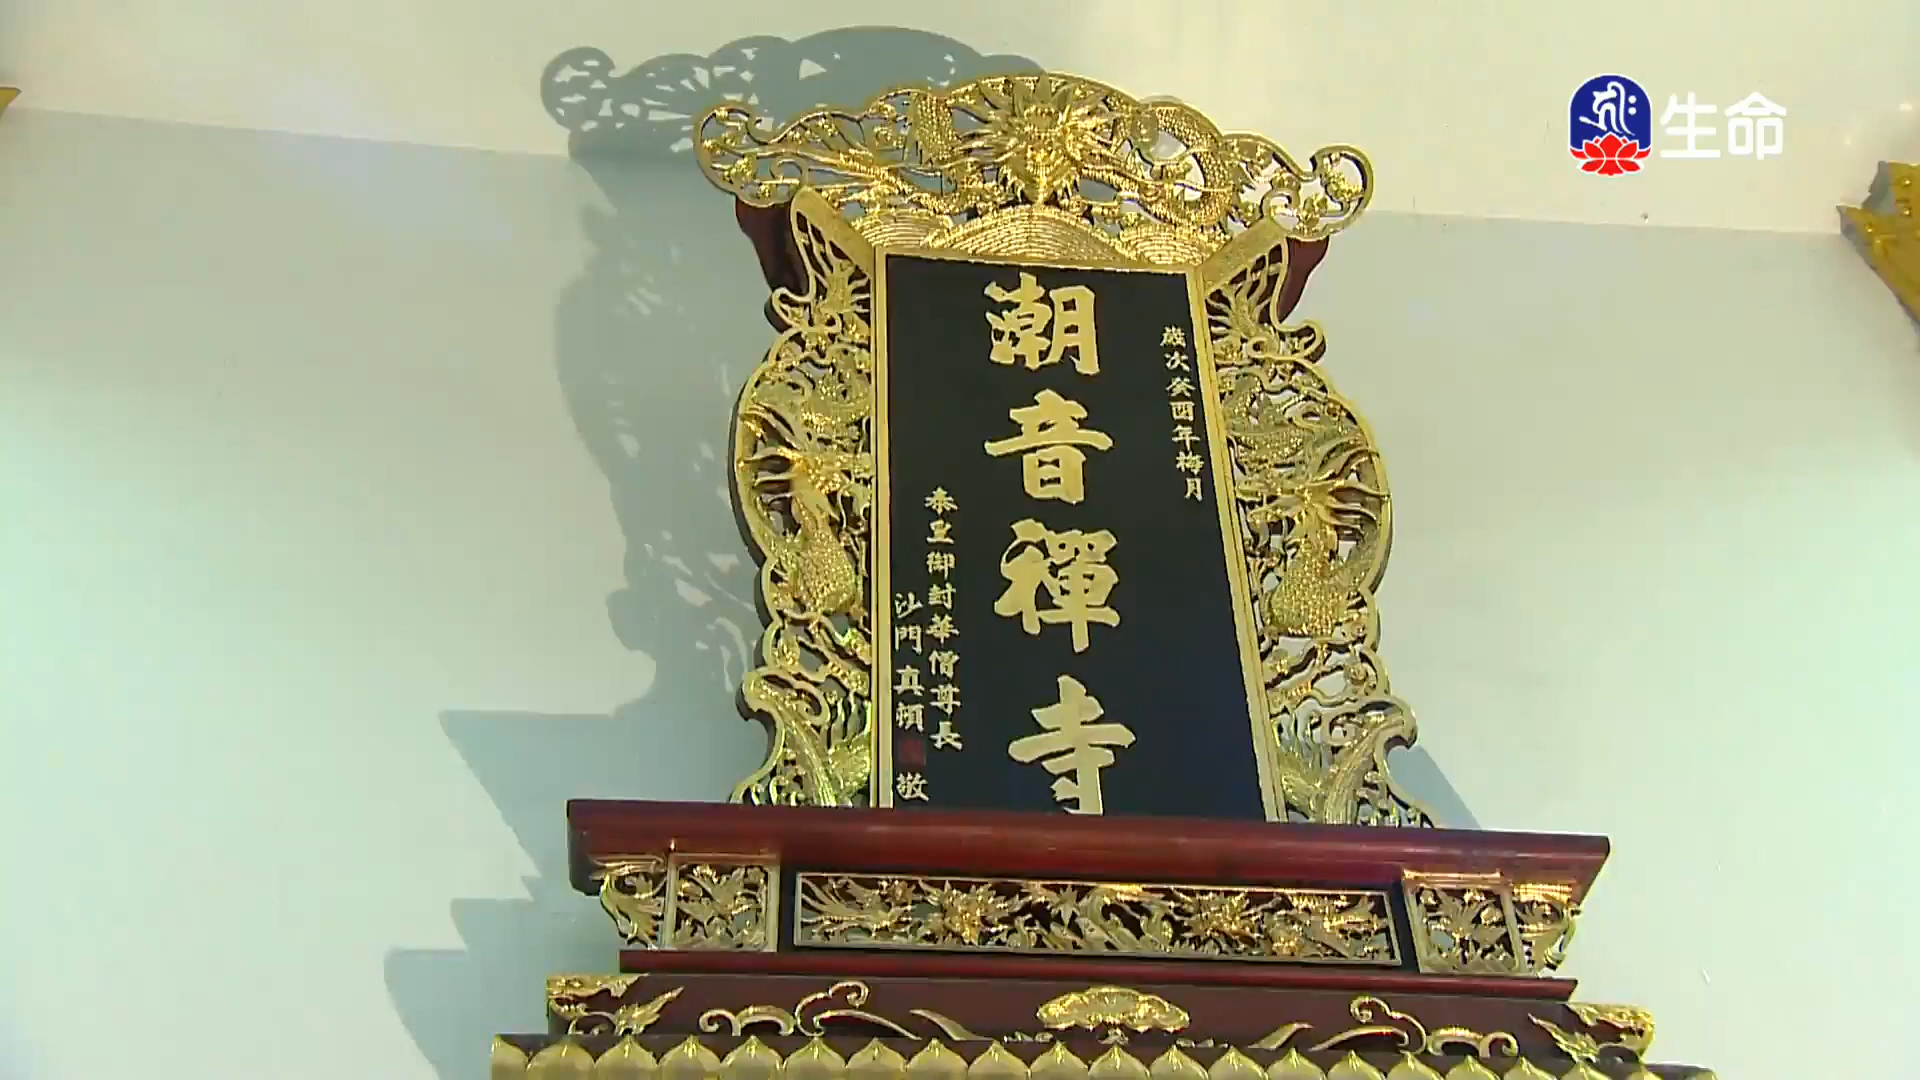 生命
歲次癸酉年梅月
潮音禪寺
泰皇御封華僧尊長
沙門真頓 敬